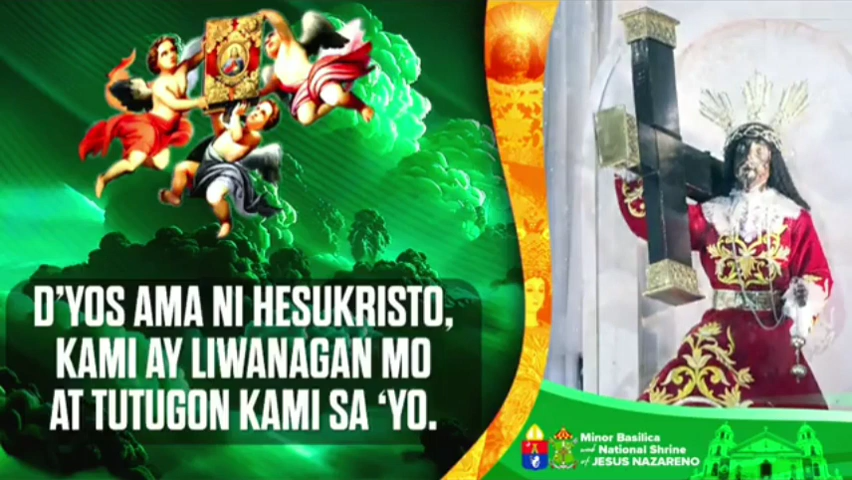 D'YOS AMA NI HESUKRISTO,
KAMI AY LIWANAGAN MO
AT TUTUGON KAMI SA 'YO.
Minor Basilica
and National Shrine
of JESUS NAZARENO